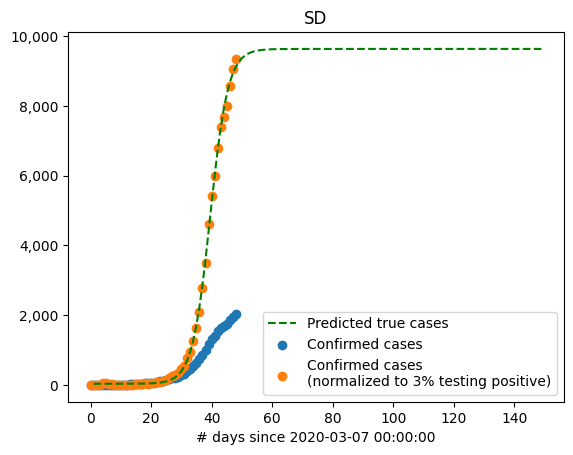 SD
10,000
8,000
6,000
4,000
2,000
0
Predicted true cases
Confirmed cases
Confirmed cases
(normalized to 3% testing positive)
0 20 40 60 80 100 120 140
# days since 2020-03-07 00:00:00